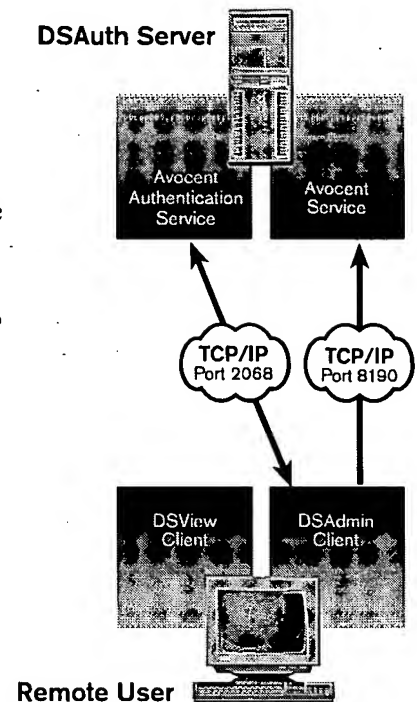 DSAuth Server
Avocent
Authentication
Service
Avocent
Service
TCP/IP
Port 2068
TCP/IP
Port 8190
DSView
Client
DSAdmin
Client
Remote User